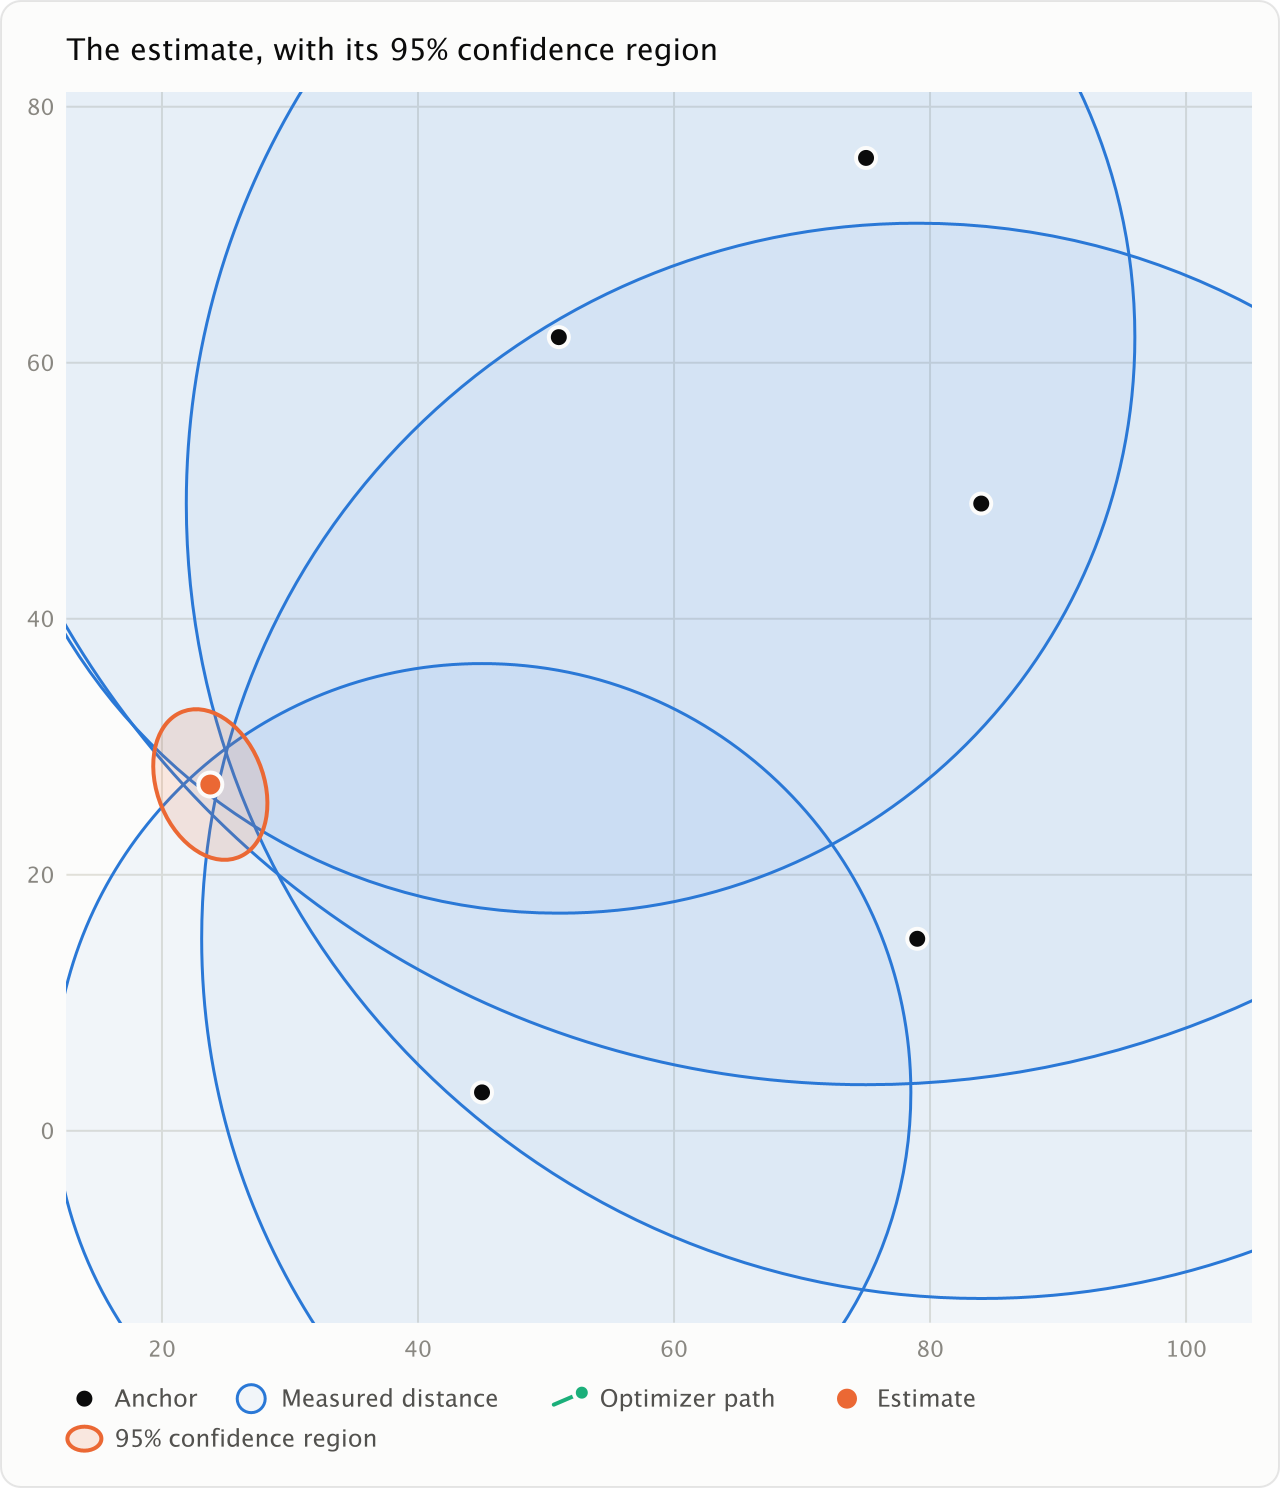 The estimate, with its 95% confidence region
80
60
40
20
0
20 40 60 80 100
Anchor Measured distance Optimizer path Estimate
95% confidence region